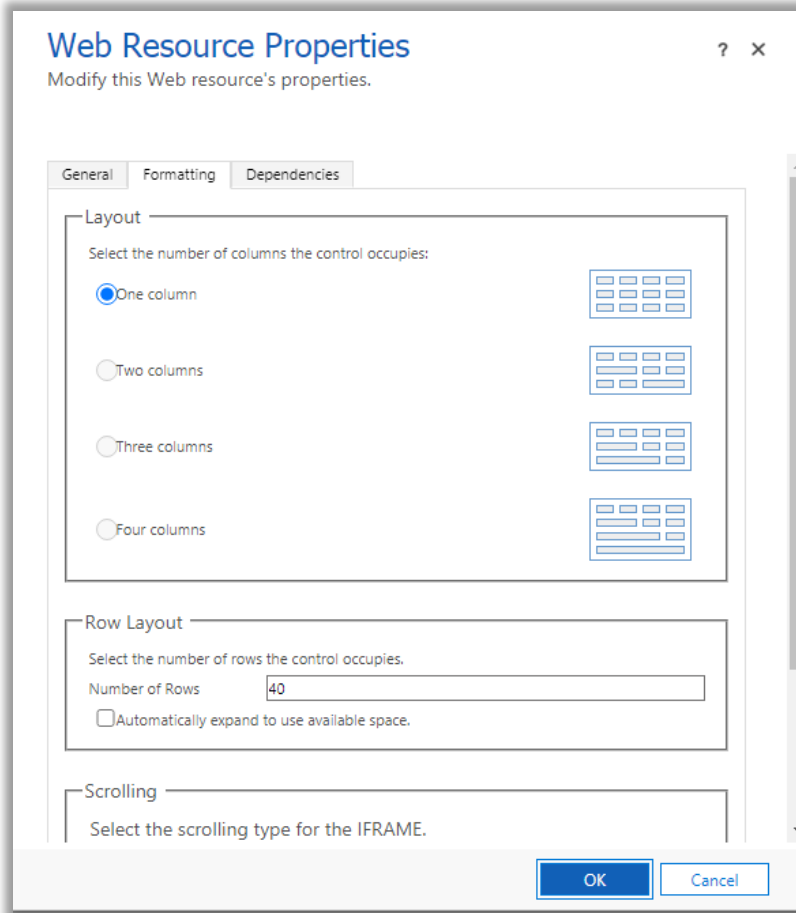 Web Resource Properties
? ×
Modify this Web resource's properties.
General Formatting Dependencies
Layout
Select the number of columns the control occupies:
One column
Two columns
Three columns
Four columns
Row Layout
Select the number of rows the control occupies.
Number of Rows 40
Automatically expand to use available space.
Scrolling
Select the scrolling type for the IFRAME.
OK Cancel